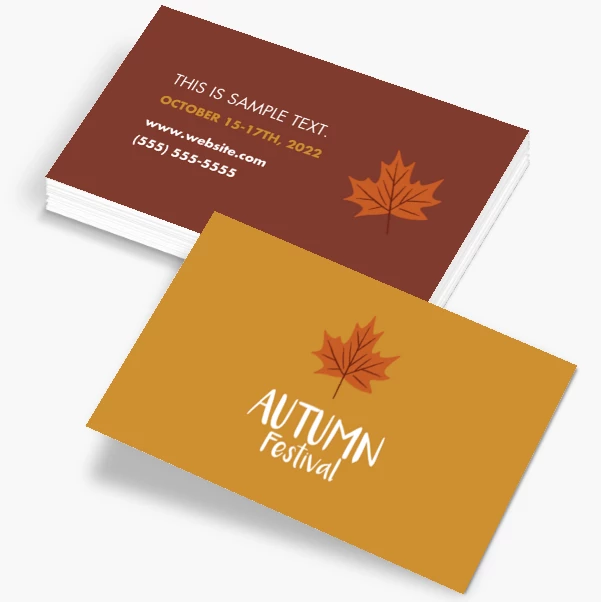 THIS IS SAMPLE TEXT.
OCTOBER 15-17TH, 2022
www.website.com
(555) 555-5555
AUTUMN
Festival